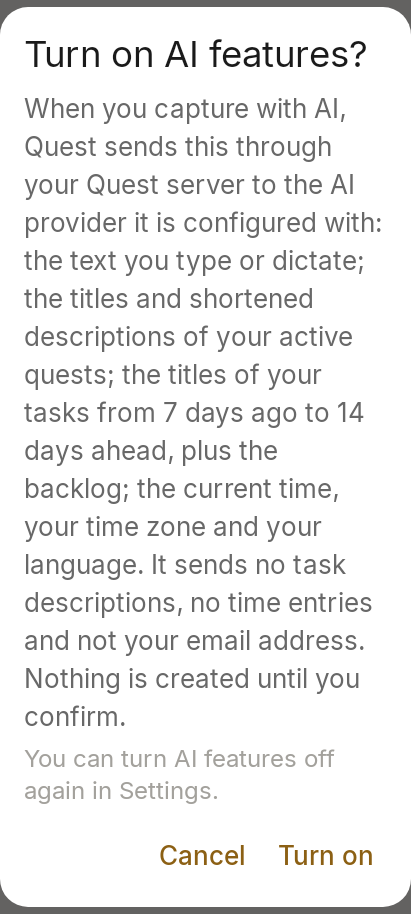 Turn on AI features?
When you capture with AI,
Quest sends this through
your Quest server to the AI
provider it is configured with:
the text you type or dictate;
the titles and shortened
descriptions of your active
quests; the titles of your
tasks from 7 days ago to 14
days ahead, plus the
backlog; the current time,
your time zone and your
language. It sends no task
descriptions, no time entries
and not your email address.
Nothing is created until you
confirm.
You can turn AI features off
again in Settings.
Cancel Turn on